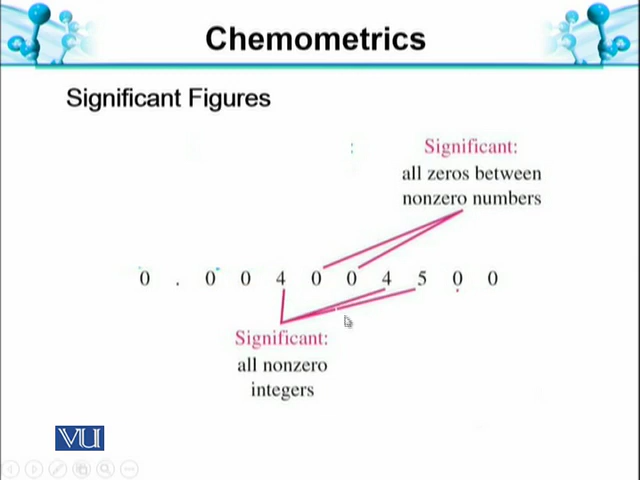 Chemometrics
Significant Figures
Significant:
all zeros between
nonzero numbers
0 . 0 0 4 0 0 4 5 0 0
Significant:
all nonzero
integers
VU